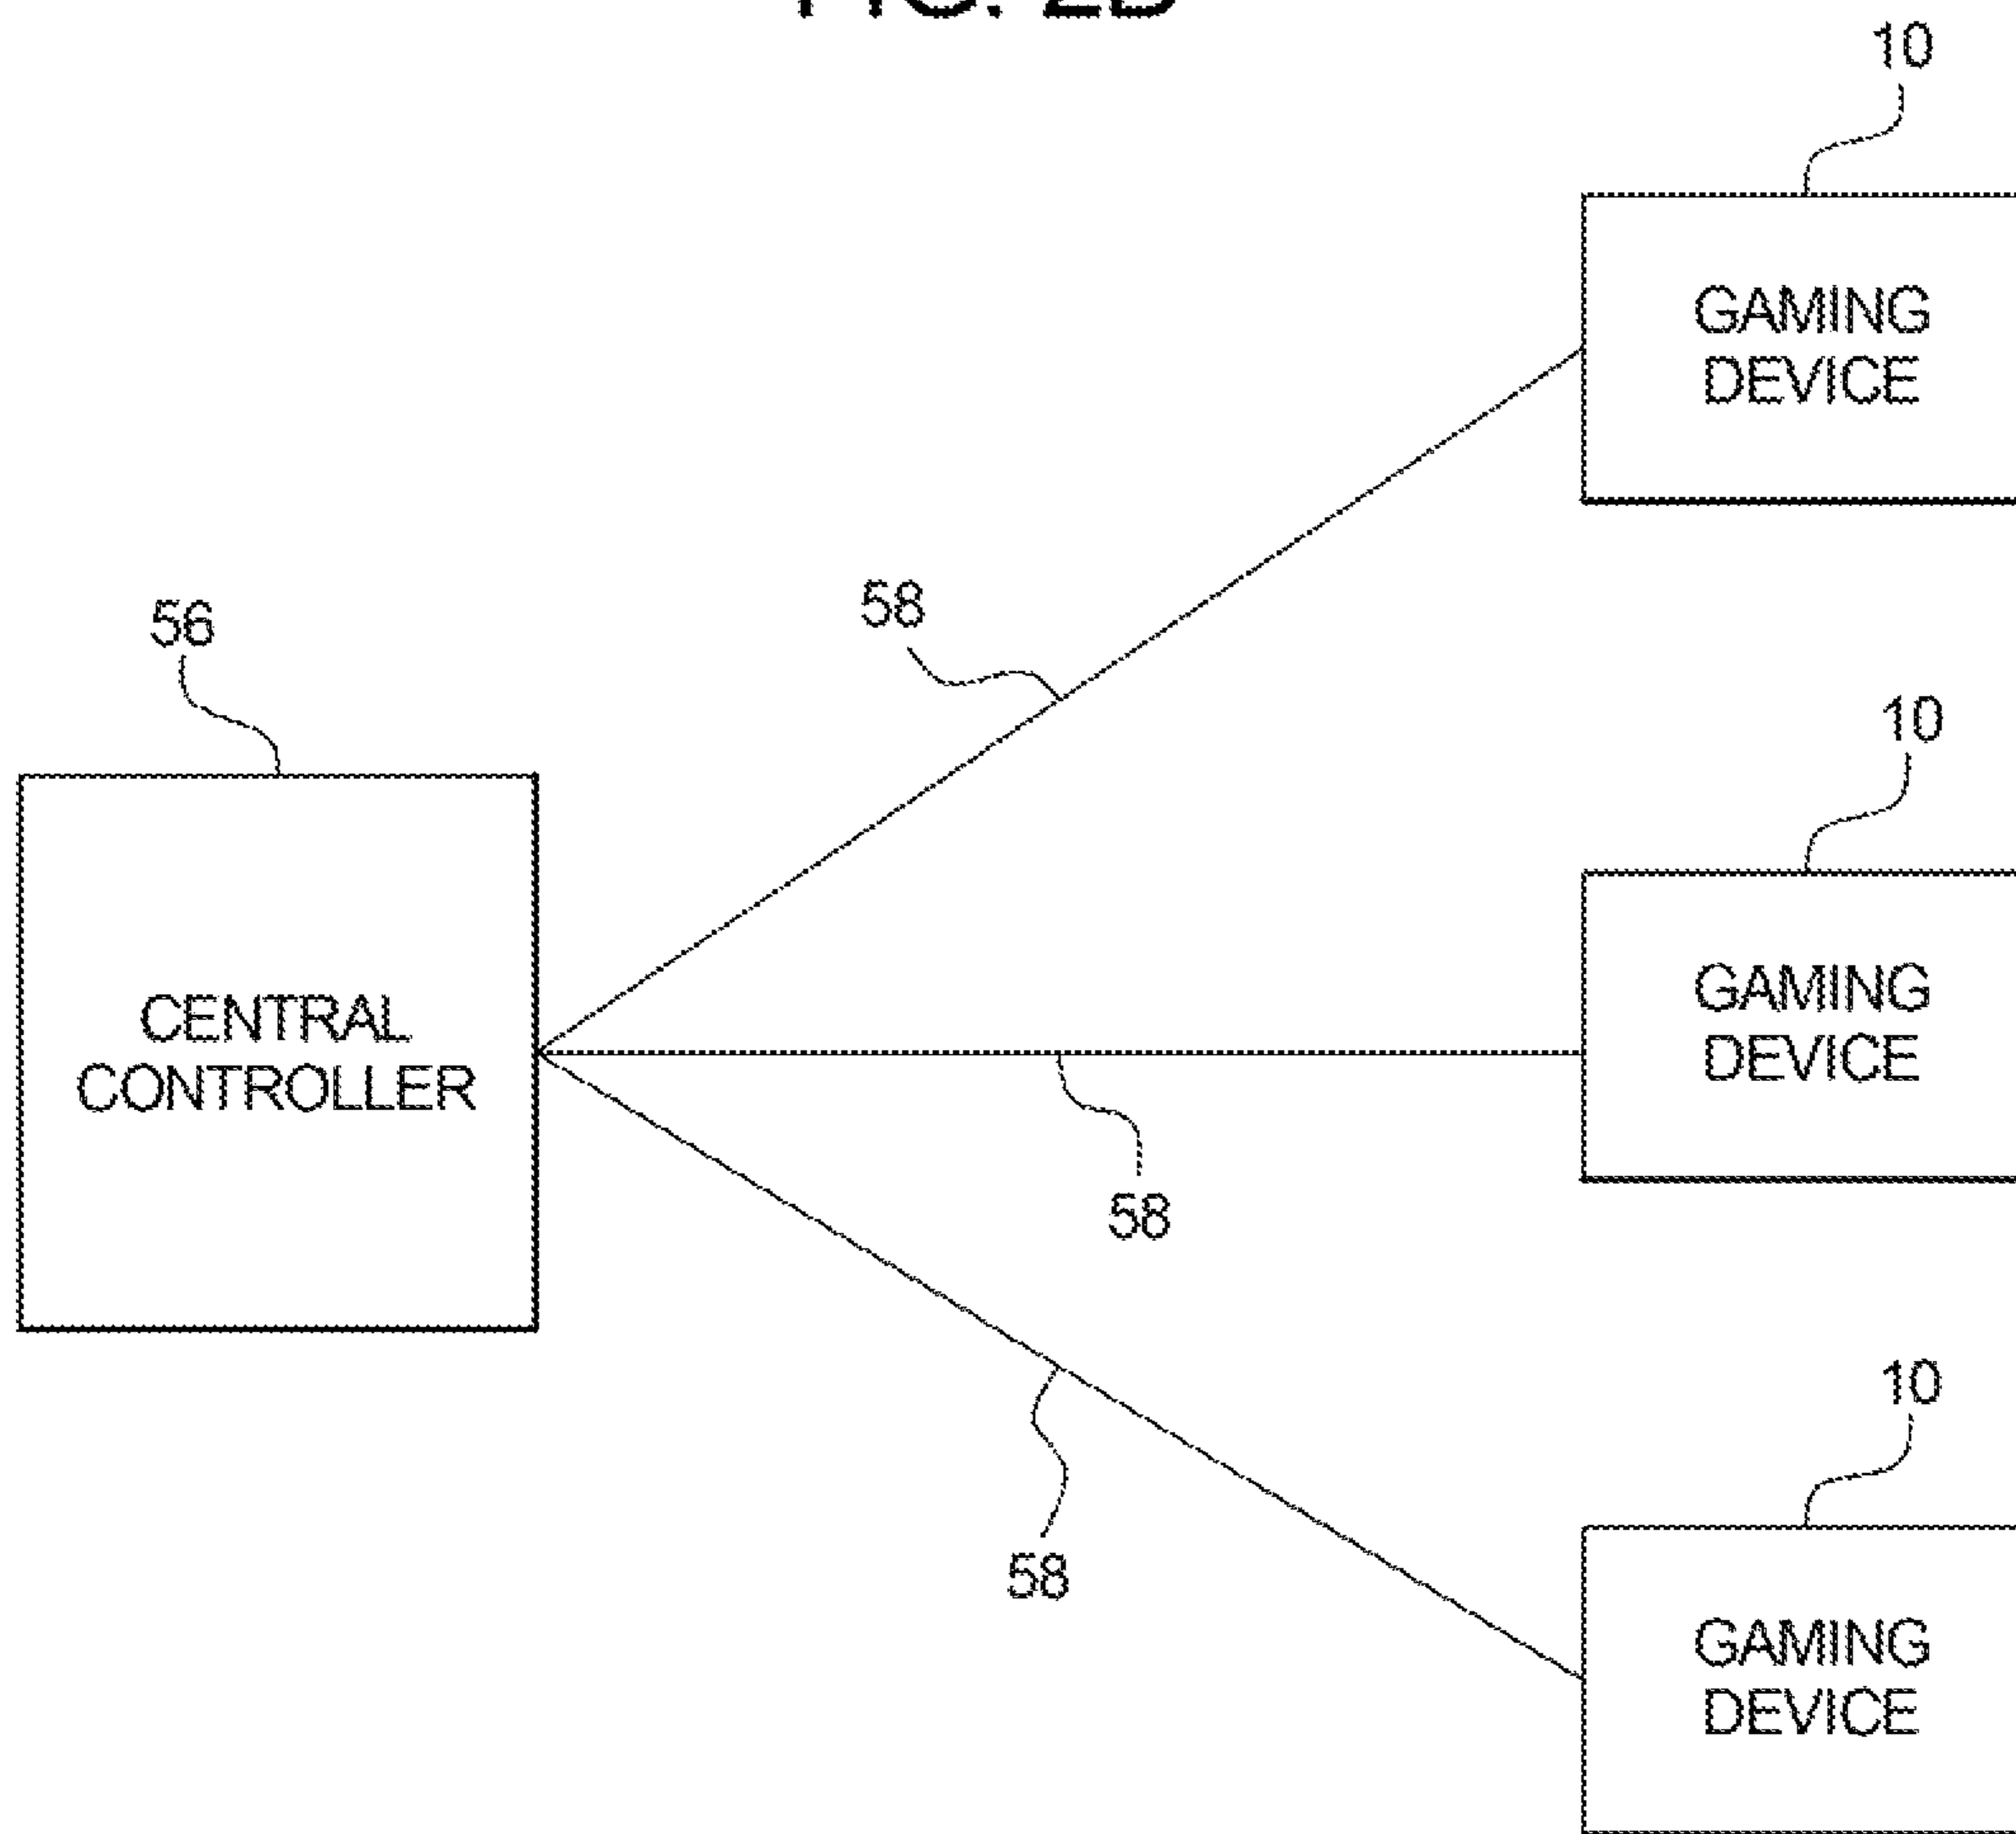 10
GAMING
DEVICE
58
56
10
CENTRAL
CONTROLLER
GAMING
DEVICE
58
10
58
GAMING
DEVICE